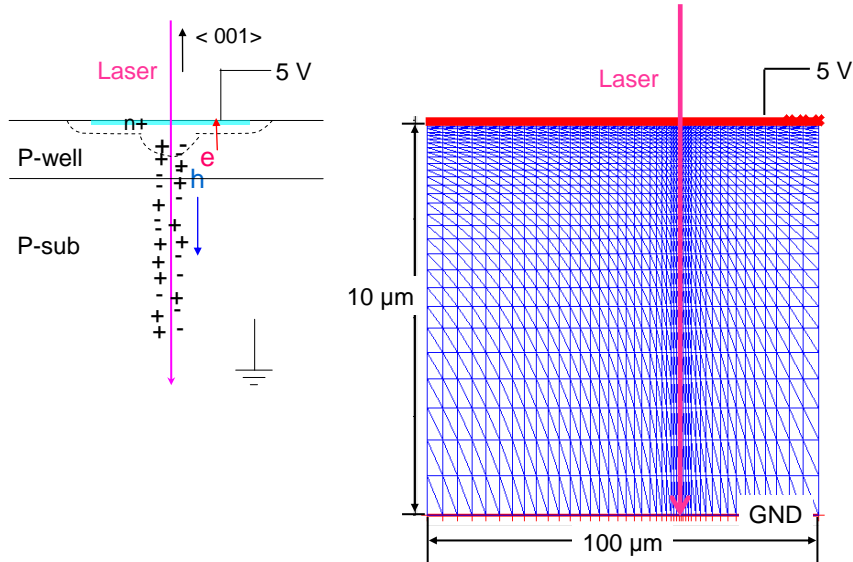 < 001>
Laser
5 V
n+
P-well
e
h
P-sub
Laser
5 V
10 µm
GND
100 µm